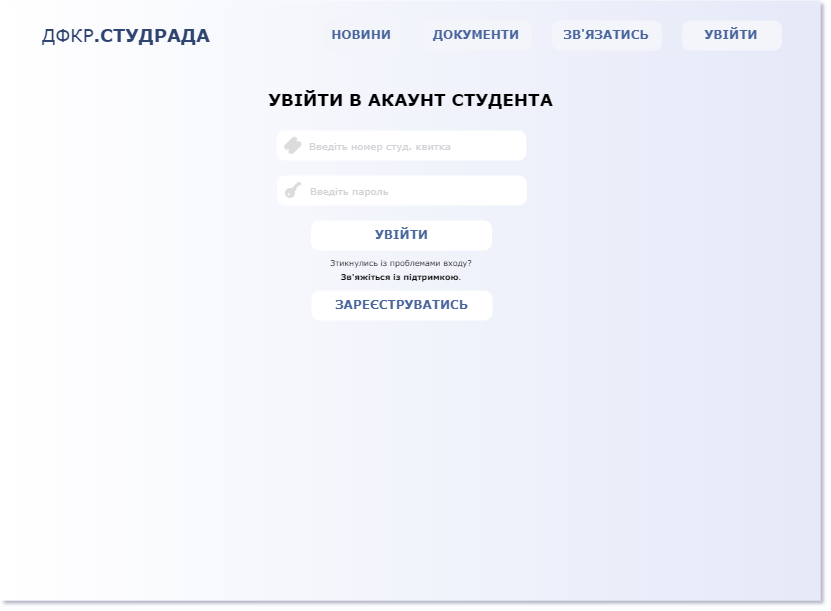 ДФКР.СТУДРАДА
НОВИНИ
ДОКУМЕНТИ
ЗВ'ЯЗАТИСЬ
УВІЙТИ
УВІЙТИ В АКАУНТ СТУДЕНТА
Введіть номер студ. квитка
Введіть пароль
УВІЙТИ
Зтикнулись із проблемами входу?
Зв'яжіться із підтримкою.
ЗАРЕЄСТРУВАТИСЬ